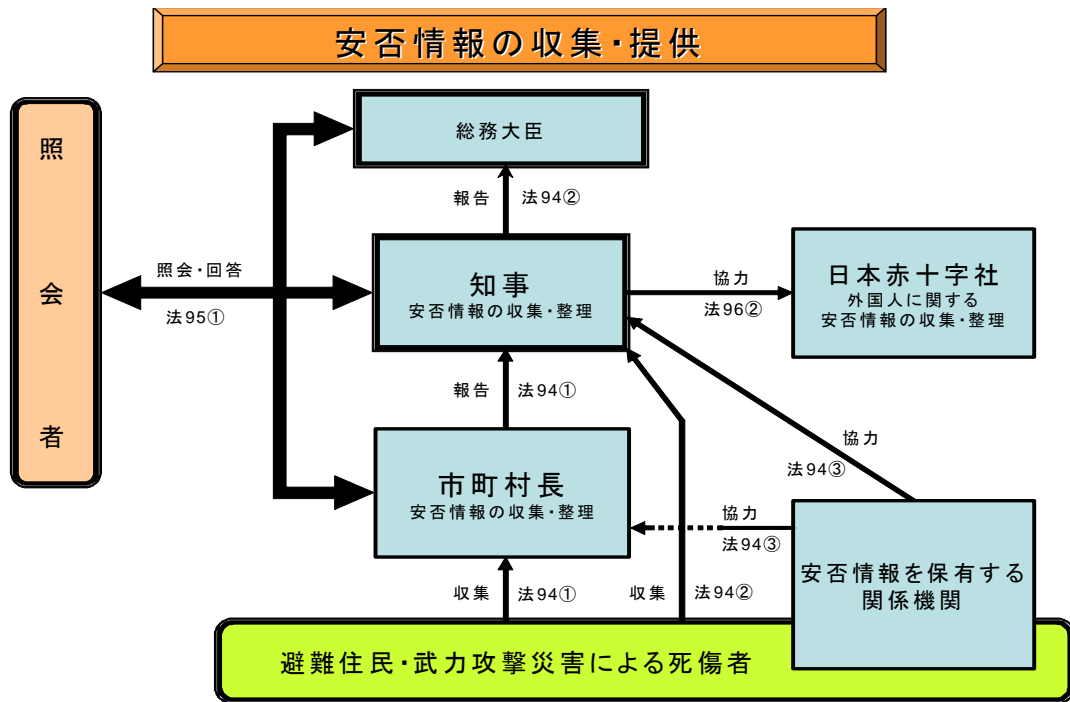 安否情報の収集・提供
照会者
総務大臣
報告 法94②
照会・回答
法95①
知事
安否情報の収集・整理
協力
法96②
日本赤十字社
外国人に関する
安否情報の収集・整理
報告 法94①
協力
法94③
市町村長
安否情報の収集・整理
協力
法94③
安否情報を保有する
関係機関
収集 法94①
収集 法94②
避難住民・武力攻撃災害による死傷者